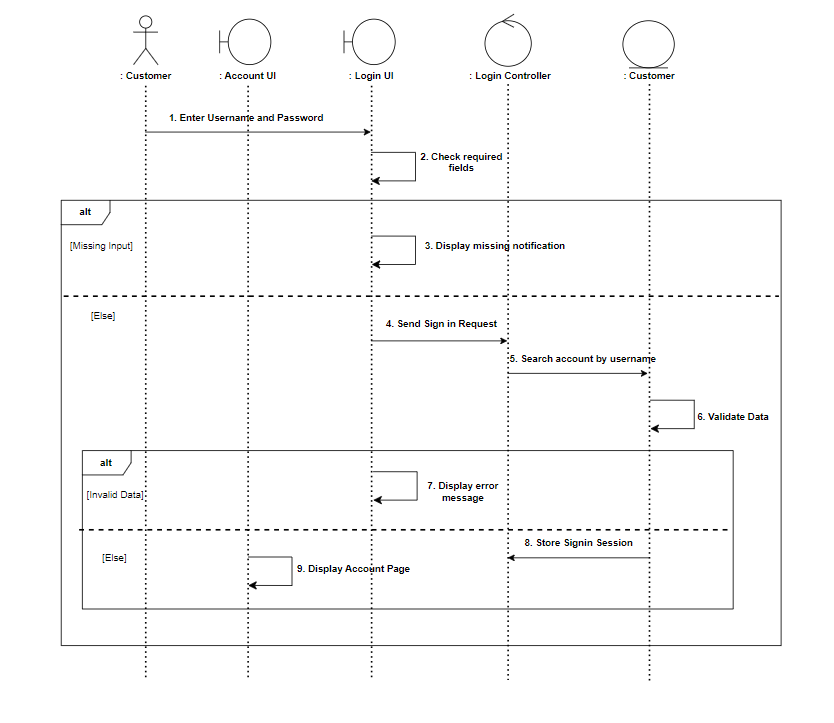 : Customer
: Account UI
: Login UI
: Login Controller
: Customer
1. Enter Username and Password
2. Check required
fields
alt
[Missing Input]
3. Display missing notification
[Else]
4. Send Sign in Request
5. Search account by username
6. Validate Data
alt
[Invalid Data]
7. Display error
message
8. Store Signin Session
[Else]
9. Display Account Page